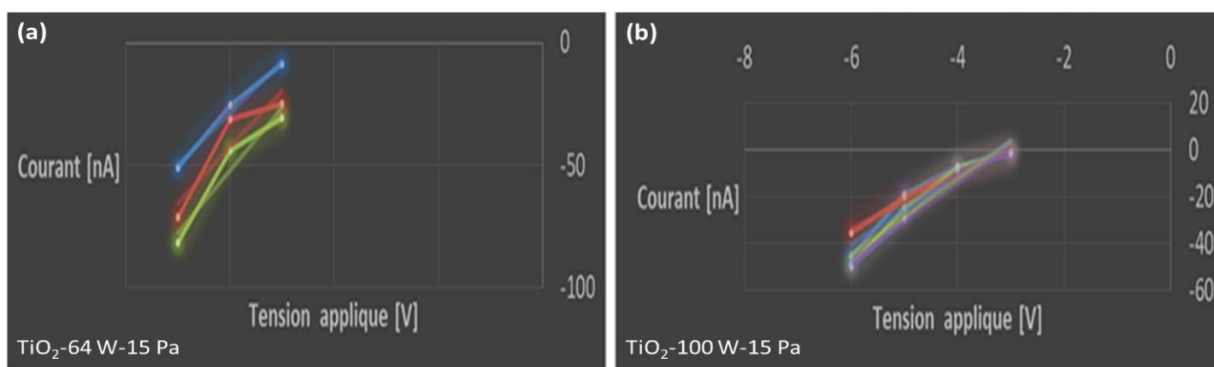 (a)
0
Courant [nA]
-50
-100
Tension applique [V]
TiO₂-64 W-15 Pa
(b)
-8 -6 -4 -2 0
20
0
Courant [nA]
-20
-40
-60
Tension applique [V]
TiO₂-100 W-15 Pa